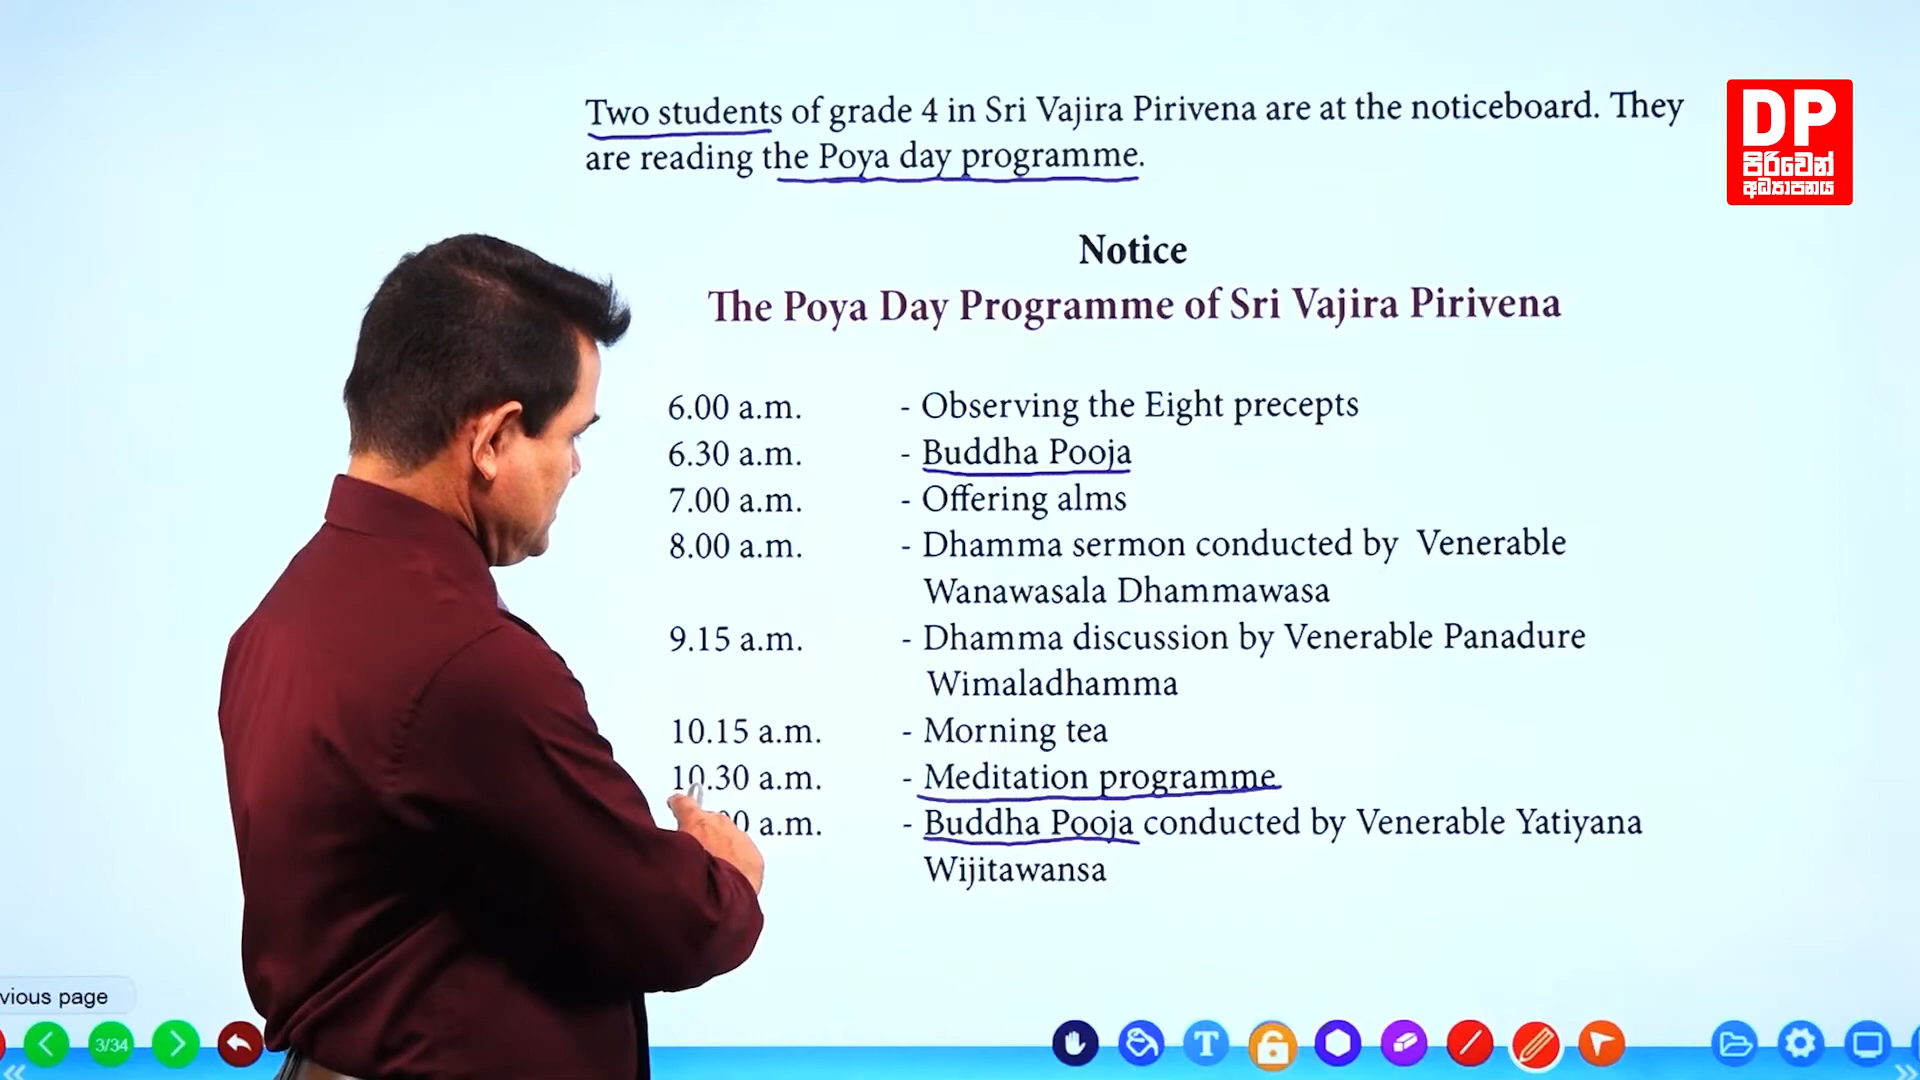 Two students of grade 4 in Sri Vajira Pirivena are at the noticeboard. They
are reading the Poya day programme.
DP
පිරිවෙන්
අධ්‍යාපනය
Notice
The Poya Day Programme of Sri Vajira Pirivena
6.00 a.m. - Observing the Eight precepts
6.30 a.m. - Buddha Pooja
7.00 a.m. - Offering alms
8.00 a.m. - Dhamma sermon conducted by Venerable
Wanawasala Dhammawasa
9.15 a.m. - Dhamma discussion by Venerable Panadure
Wimaladhamma
10.15 a.m. - Morning tea
10.30 a.m. - Meditation programme
a.m. - Buddha Pooja conducted by Venerable Yatiyana
Wijitawansa
page
3/34
T